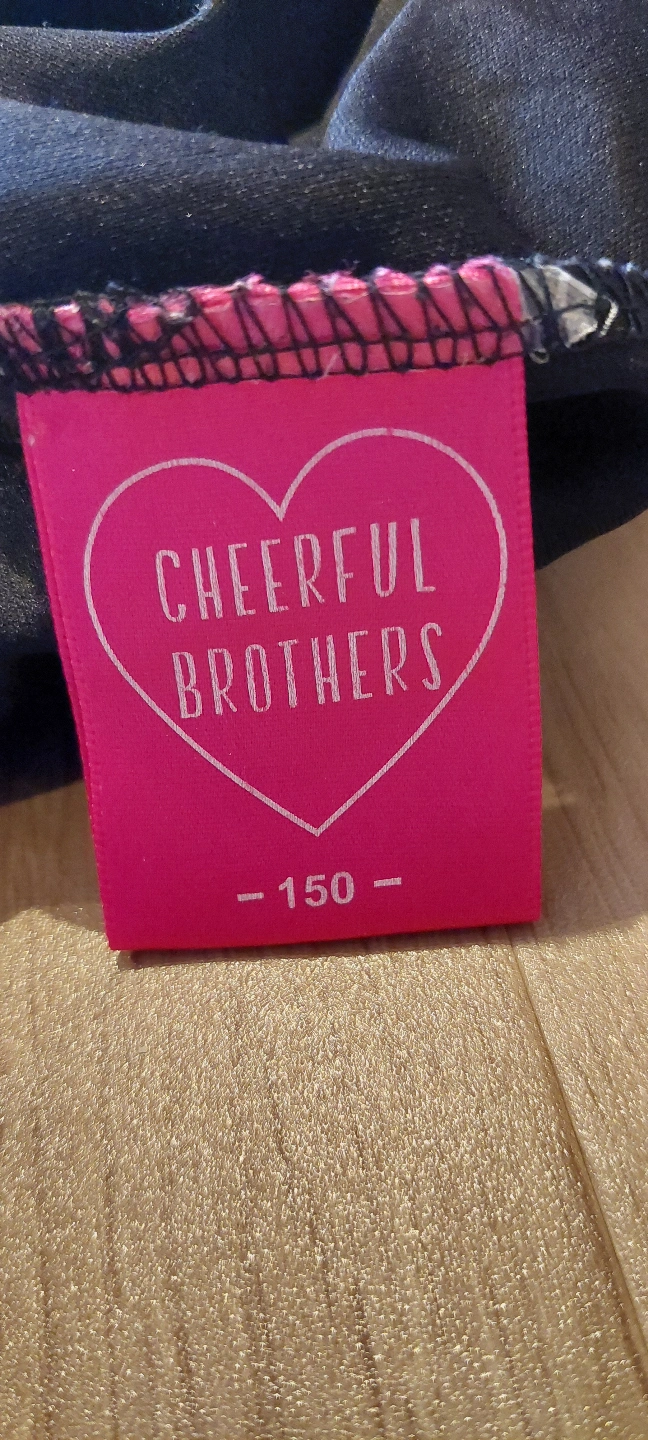 CHEERFUL
BROTHERS
- 150 -